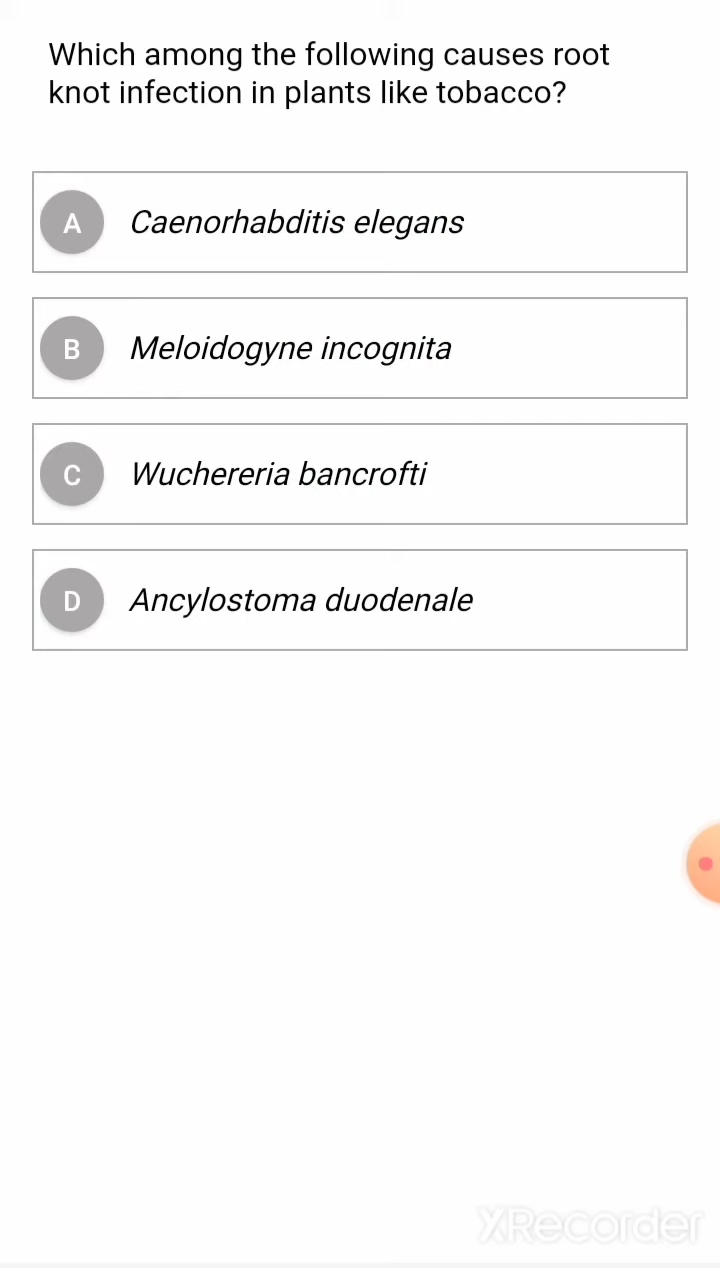 Which among the following causes root
knot infection in plants like tobacco?
A Caenorhabditis elegans
B Meloidogyne incognita
C Wuchereria bancrofti
D Ancylostoma duodenale
XRecorder